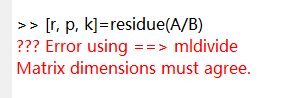 >> [r, p, k]=residue(A/B)
??? Error using ==> mldivide
Matrix dimensions must agree.